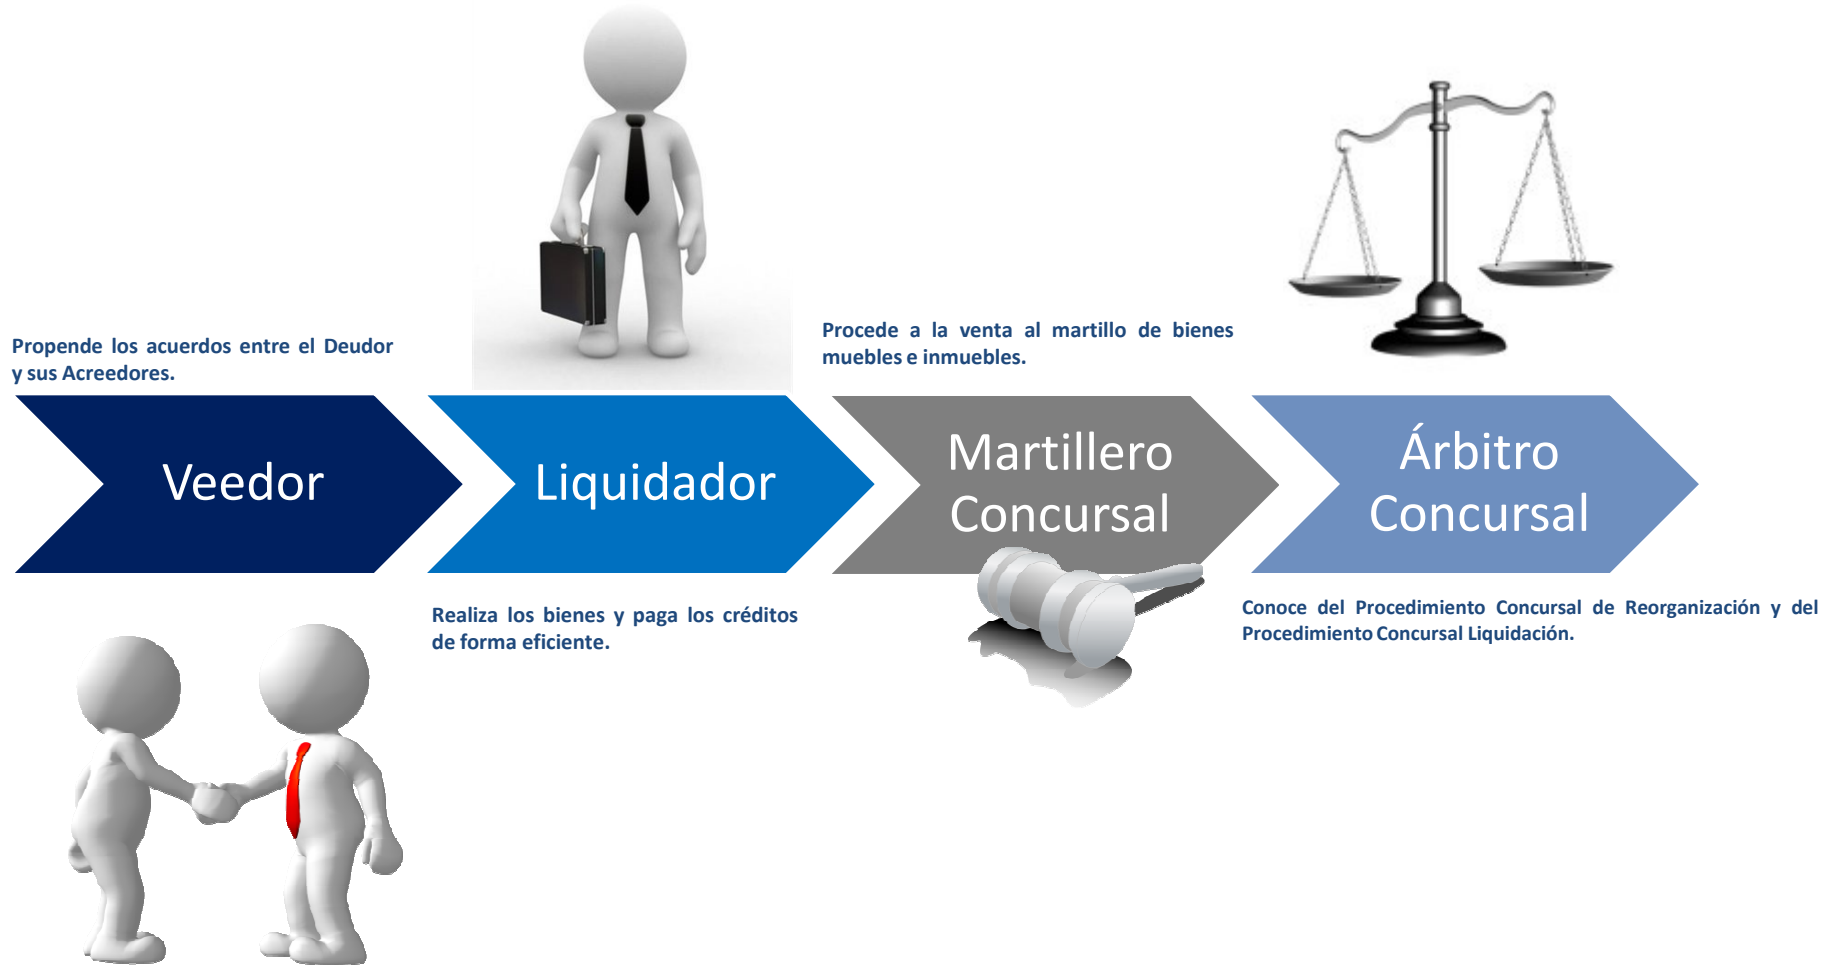 Propende los acuerdos entre el Deudor
y sus Acreedores.
Veedor
Liquidador
Realiza los bienes y paga los créditos
de forma eficiente.
Procede a la venta al martillo de bienes
muebles e inmuebles.
Martillero
Concursal
Árbitro
Concursal
Conoce del Procedimiento Concursal de Reorganización y del
Procedimiento Concursal Liquidación.